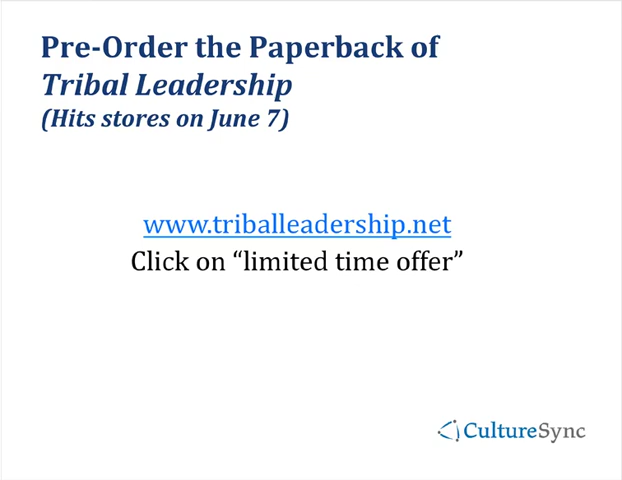 Pre-Order the Paperback of
Tribal Leadership
(Hits stores on June 7)
www.triballeadership.net
Click on “limited time offer”
CultureSync